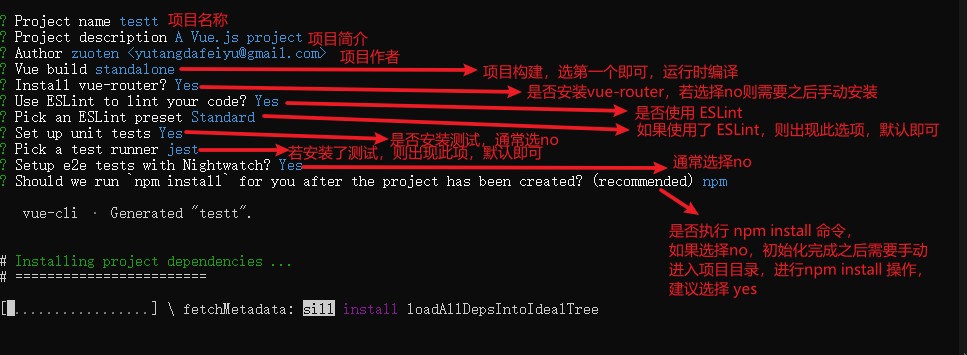 ? Project name testt 项目名称
? Project description A Vue.js project 项目简介
? Author zuoten <yutangdafeiyu@gmail.com> 项目作者
? Vue build standalone 项目构建，选第一个即可，运行时编译
? Install vue-router? Yes 是否安装vue-router，若选择no则需要之后手动安装
? Use ESLint to lint your code? Yes 是否使用 ESLint
? Pick an ESLint preset Standard 如果使用了 ESLint，则出现此选项，默认即可
? Set up unit tests Yes 是否安装测试，通常选no
? Pick a test runner jest 若安装了测试，则出现此项，默认即可
? Setup e2e tests with Nightwatch? Yes 通常选择no
? Should we run `npm install` for you after the project has been created? (recommended) npm
vue-cli · Generated "testt".
是否执行 npm install 命令，
如果选择no，初始化完成之后需要手动
进入项目目录，进行npm install 操作，
建议选择 yes
# Installing project dependencies ...
# ========================
[ ................] \ fetchMetadata: sill install loadAllDepsIntoIdealTree